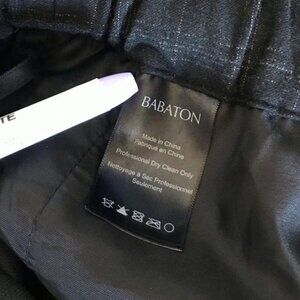 BABATON
Made in China
Fabriqué en Chine
Professional Dry Clean Only
Nettoyage à Sec Professionnel
Seulement